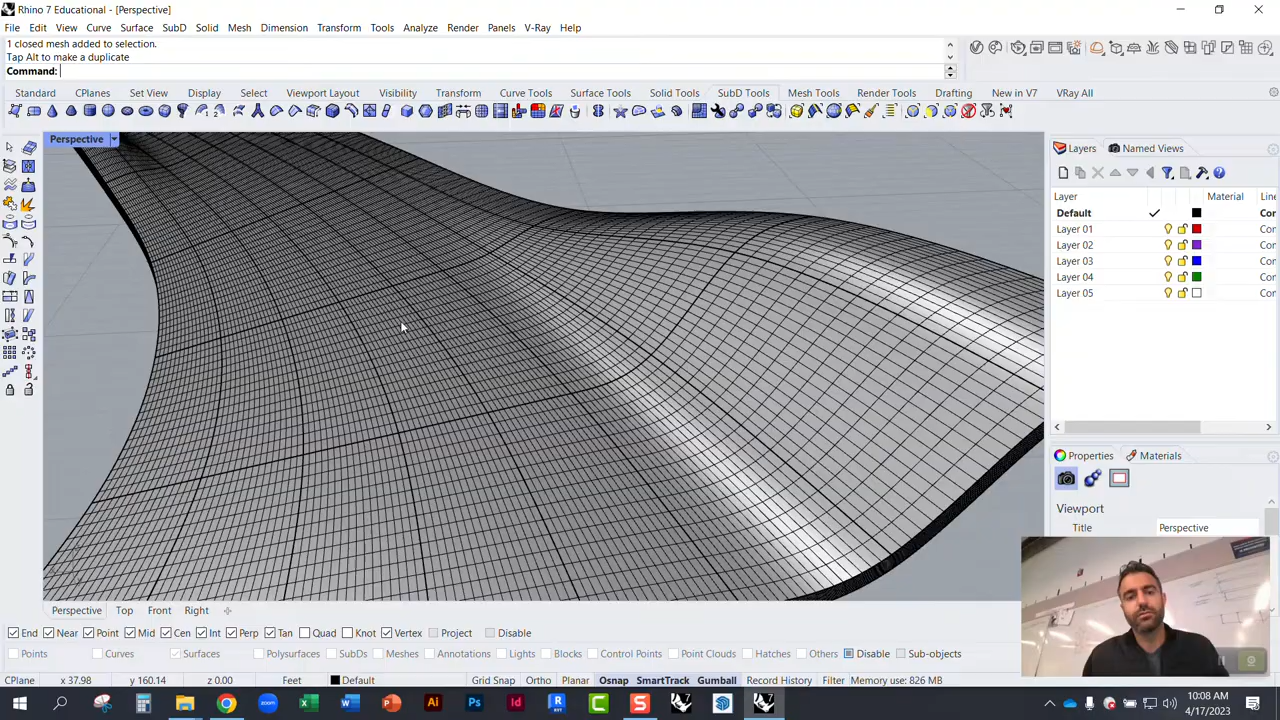 Rhino 7 Educational - [Perspective]
File Edit View Curve Surface SubD Solid Mesh Dimension Transform Tools Analyze Render Panels V-Ray Help
1 closed mesh added to selection.
Tap Alt to make a duplicate
Command:
Standard CPlanes Set View Display Select Viewport Layout Visibility Transform Curve Tools Surface Tools Solid Tools SubD Tools Mesh Tools Render Tools Drafting New in V7 VRay All
Perspective
Layers Named Views
Layer Material Line
Default Con
Layer 01 Con
Layer 02 Con
Layer 03 Con
Layer 04 Con
Layer 05 Con
Properties Materials
Viewport
Title Perspective
Perspective Top Front Right
End Near Point Mid Cen Int Perp Tan Quad Knot Vertex Project Disable
Points Curves Surfaces Polysurfaces SubDs Meshes Annotations Lights Blocks Control Points Point Clouds Hatches Others Disable Sub-objects
CPlane x 37.98 y 160.14 z 0.00 Feet Default Grid Snap Ortho Planar Osnap SmartTrack Gumball Record History Filter Memory use: 826 MB
10:08 AM
4/17/2023